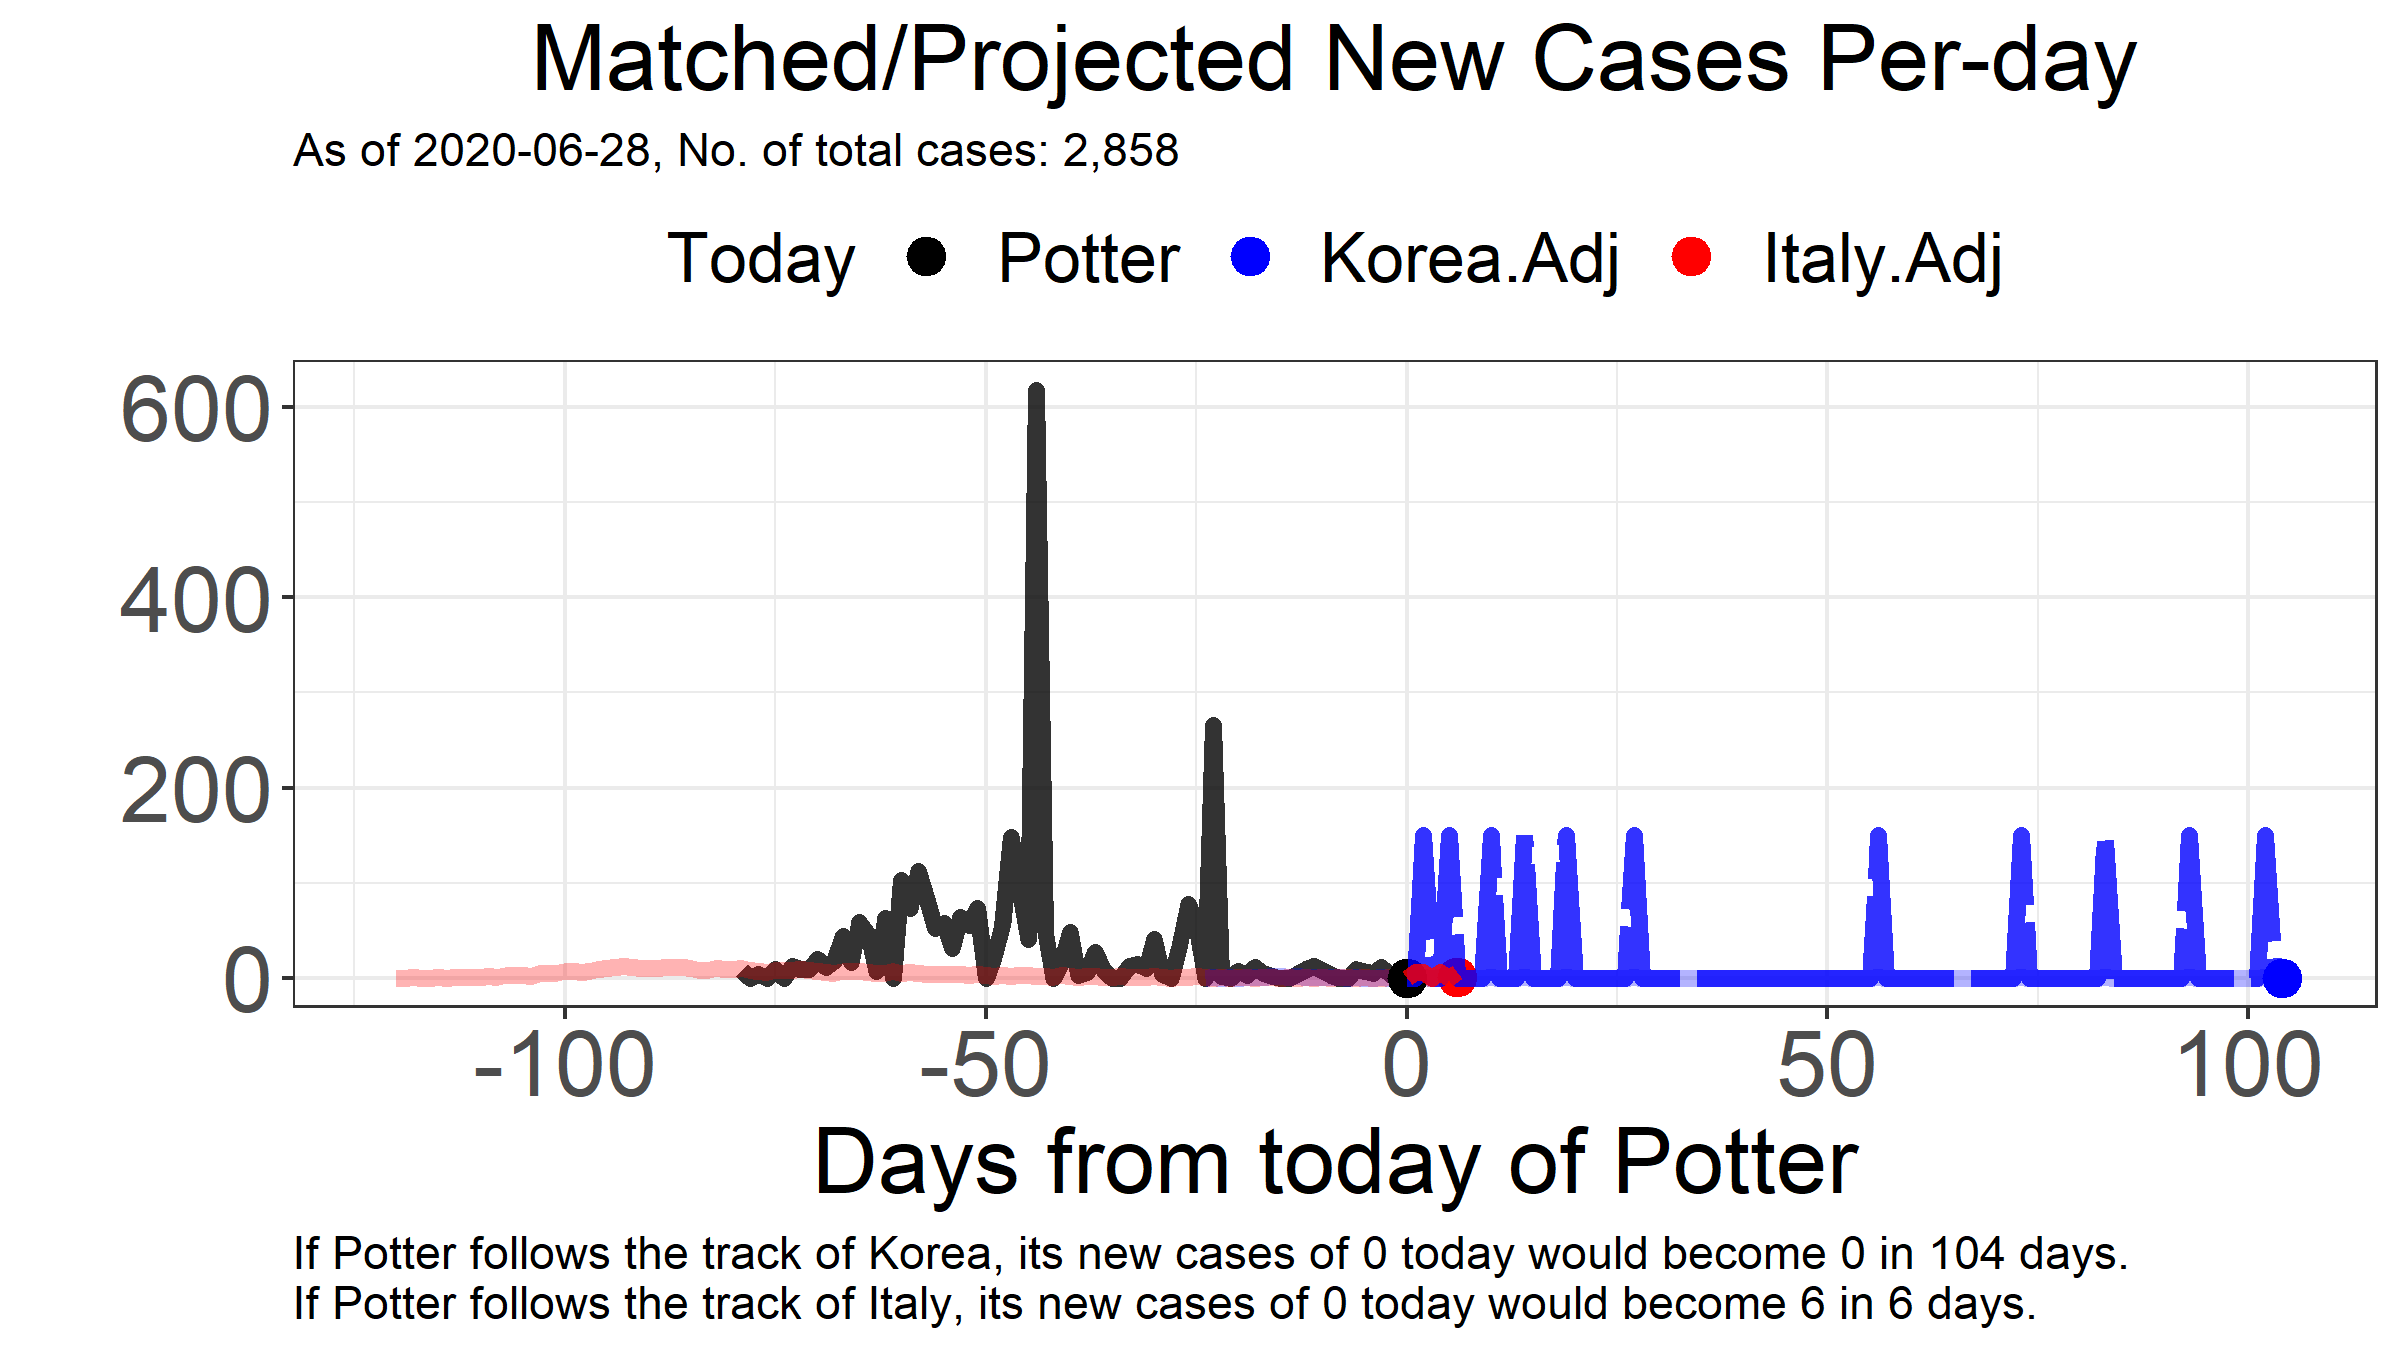 Matched/Projected New Cases Per-day
As of 2020-06-28, No. of total cases: 2,858
Today Potter Korea.Adj Italy.Adj
600
400
200
0
-100 -50 0 50 100
Days from today of Potter
If Potter follows the track of Korea, its new cases of 0 today would become 0 in 104 days.
If Potter follows the track of Italy, its new cases of 0 today would become 6 in 6 days.